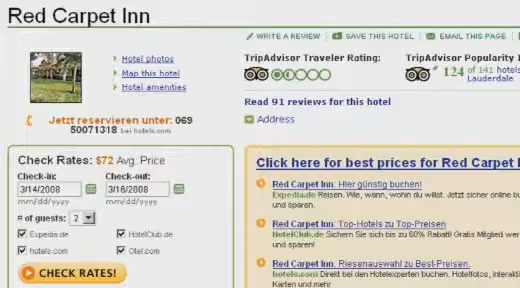 Red Carpet Inn
WRITE A REVIEW | SAVE THIS HOTEL | EMAIL THIS PAGE |
Hotel photos
Map this hotel
Hotel amenities
TripAdvisor Traveler Rating:
TripAdvisor Popularity I
# 124 of 141 hotels
Lauderdale
Read 91 reviews for this hotel
Address
Jetzt reservieren unter: 069
50071318 bei hotels.com
Check Rates: $72 Avg. Price
Check-in:
Check-out:
3/14/2008
3/16/2008
mm/dd/yyyy
mm/dd/yyyy
# of guests: 2
Expedia.de
HotelClub.de
hotels.com
Otel.com
CHECK RATES!
Click here for best prices for Red Carpet I
Red Carpet Inn: Hier günstig buchen!
Expedia.de Reisen. Wie, wann, wohin du willst. Jetzt sicher online bu
und sparen.
Red Carpet Inn: Top-Hotels zu Top-Preisen
HotelClub.de Sichern Sie sich bis zu 60% Rabatt! Gratis Mitglied wer
und sparen!
Red Carpet Inn: Riesenauswahl zu Best-Preisen.
hotels.com Direkt bei den Hotelexperten buchen. Hotelfotos, interakti
Karten und mehr